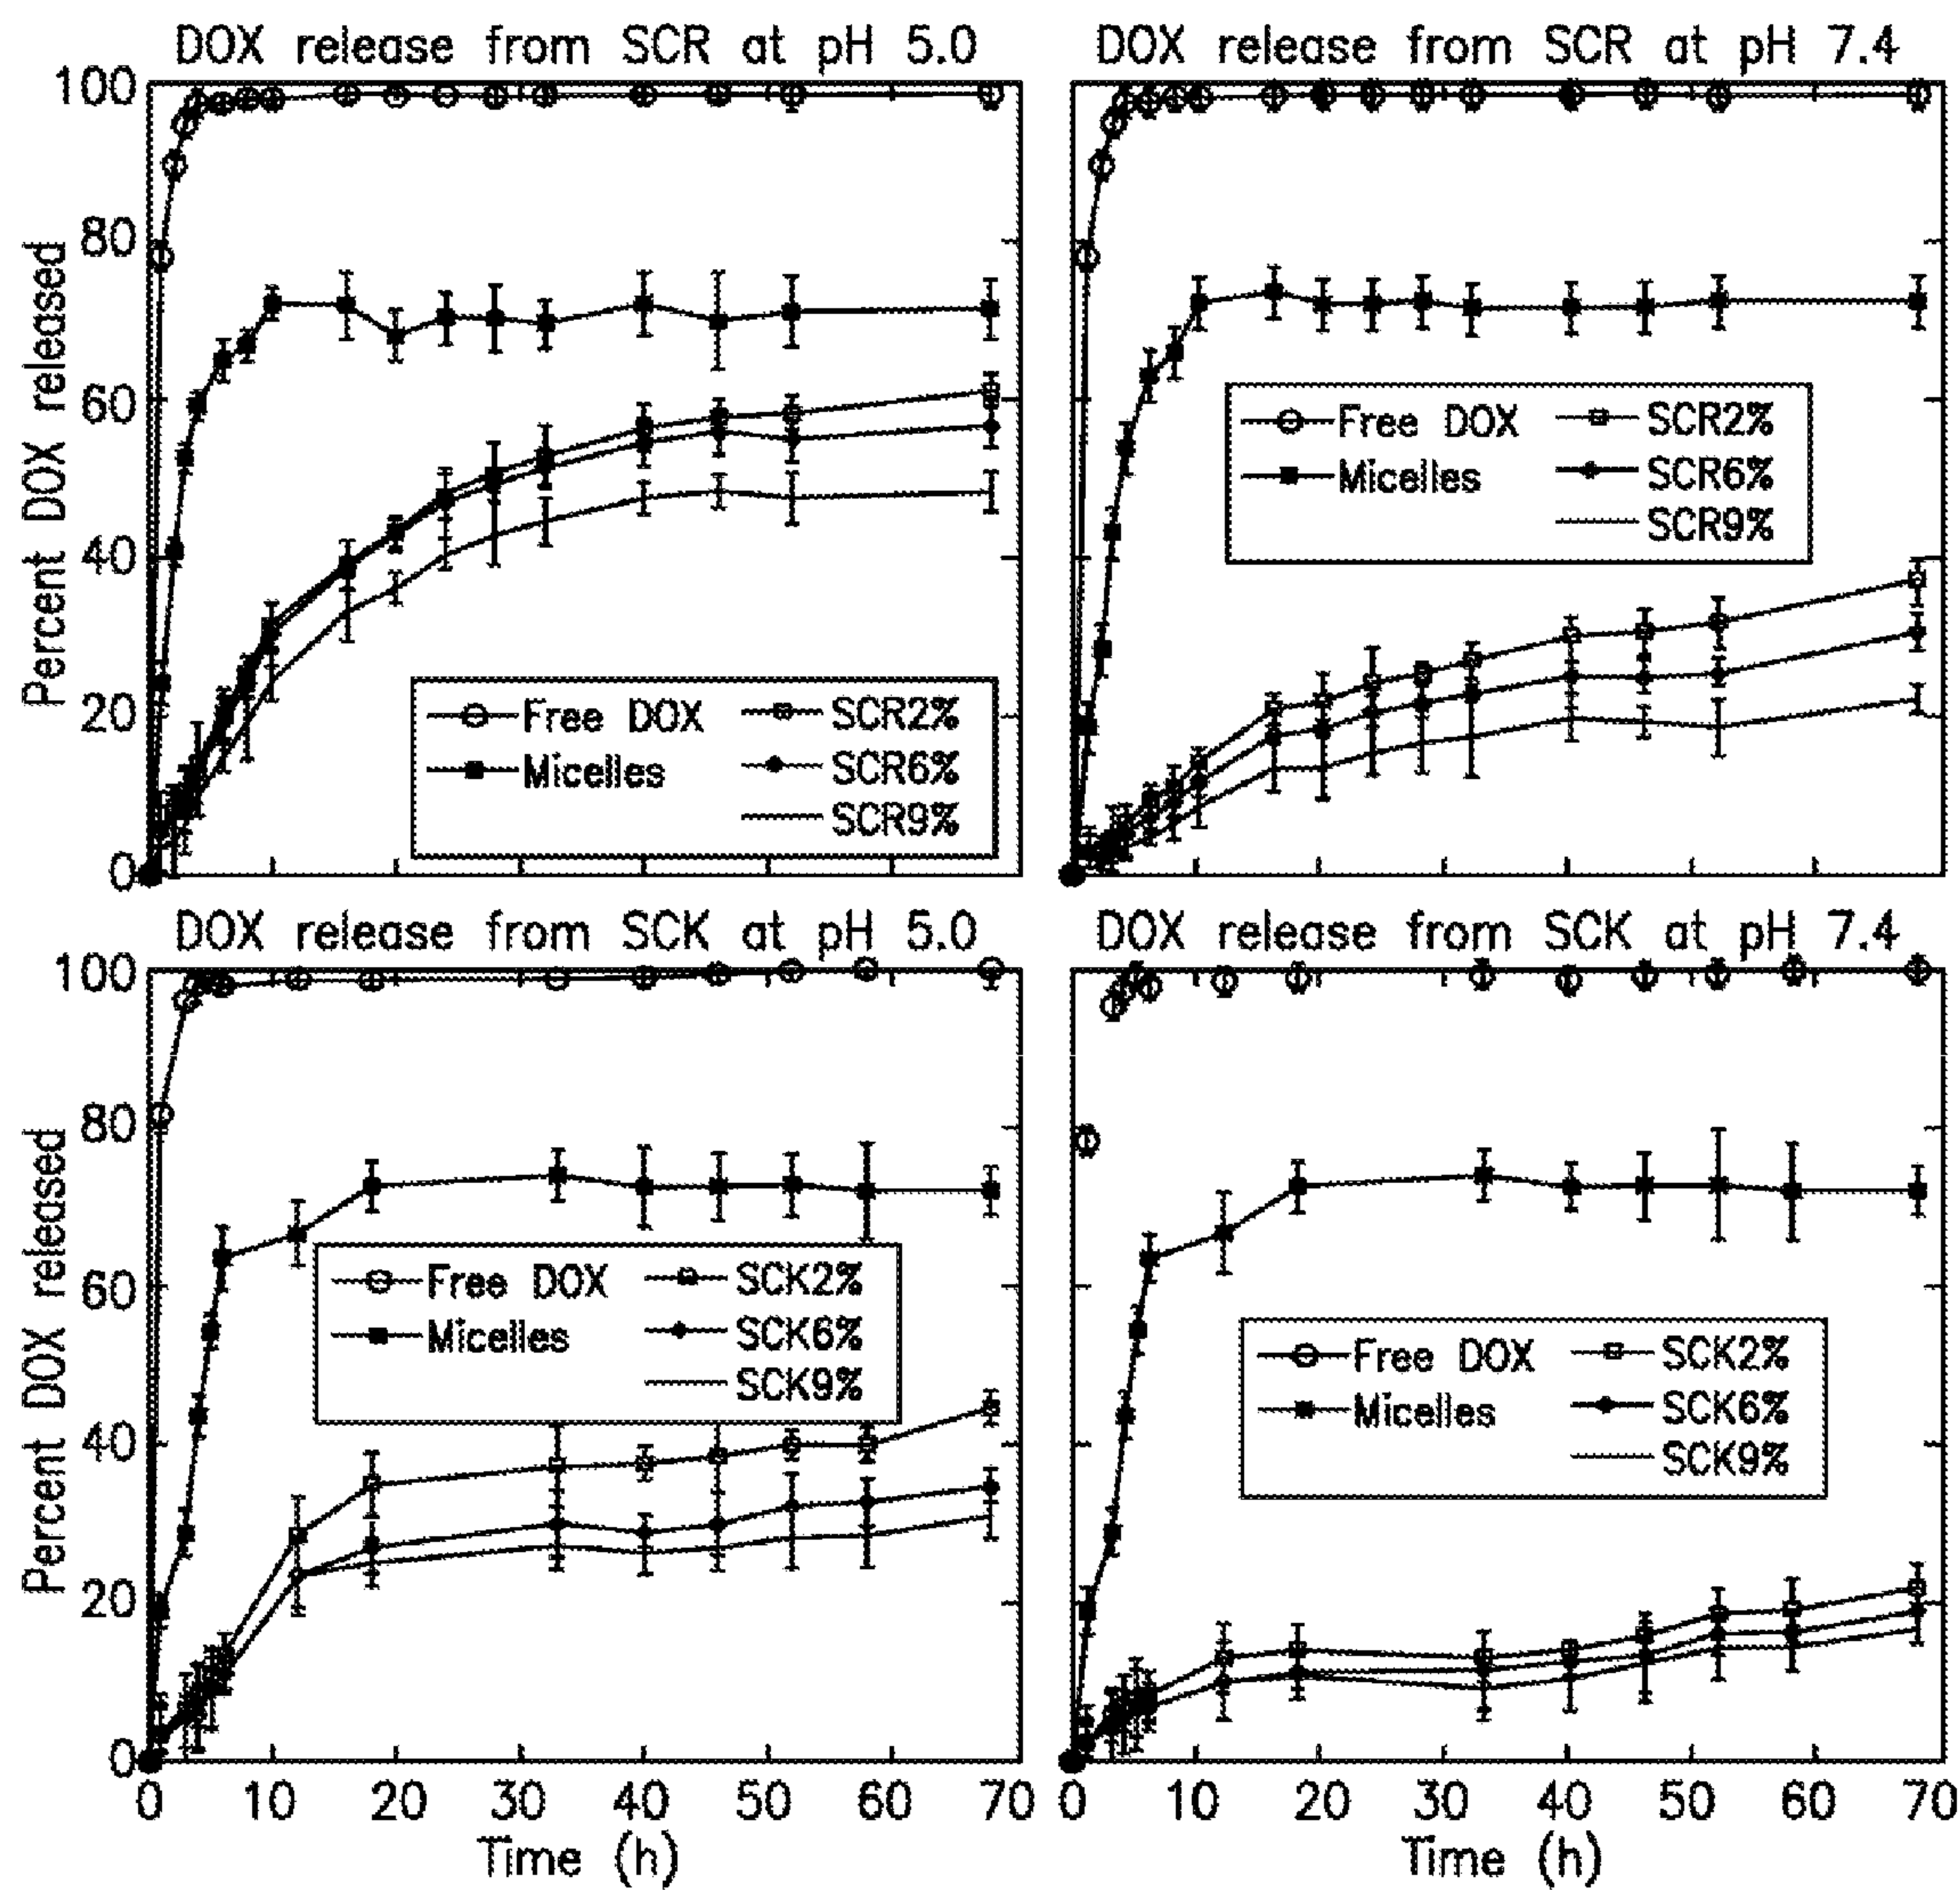 DOX release from SCR at pH 5.0
Percent DOX released
100
80
60
40
20
0
Free DOX
Micelles
SCR2%
SCR6%
SCR9%
DOX release from SCR at pH 7.4
Free DOX
Micelles
SCR2%
SCR6%
SCR9%
DOX release from SCK at pH 5.0
Percent DOX released
100
80
60
40
20
0
Free DOX
Micelles
SCK2%
SCK6%
SCK9%
0 10 20 30 40 50 60 70
Time (h)
DOX release from SCK at pH 7.4
Free DOX
Micelles
SCK2%
SCK6%
SCK9%
0 10 20 30 40 50 60 70
Time (h)